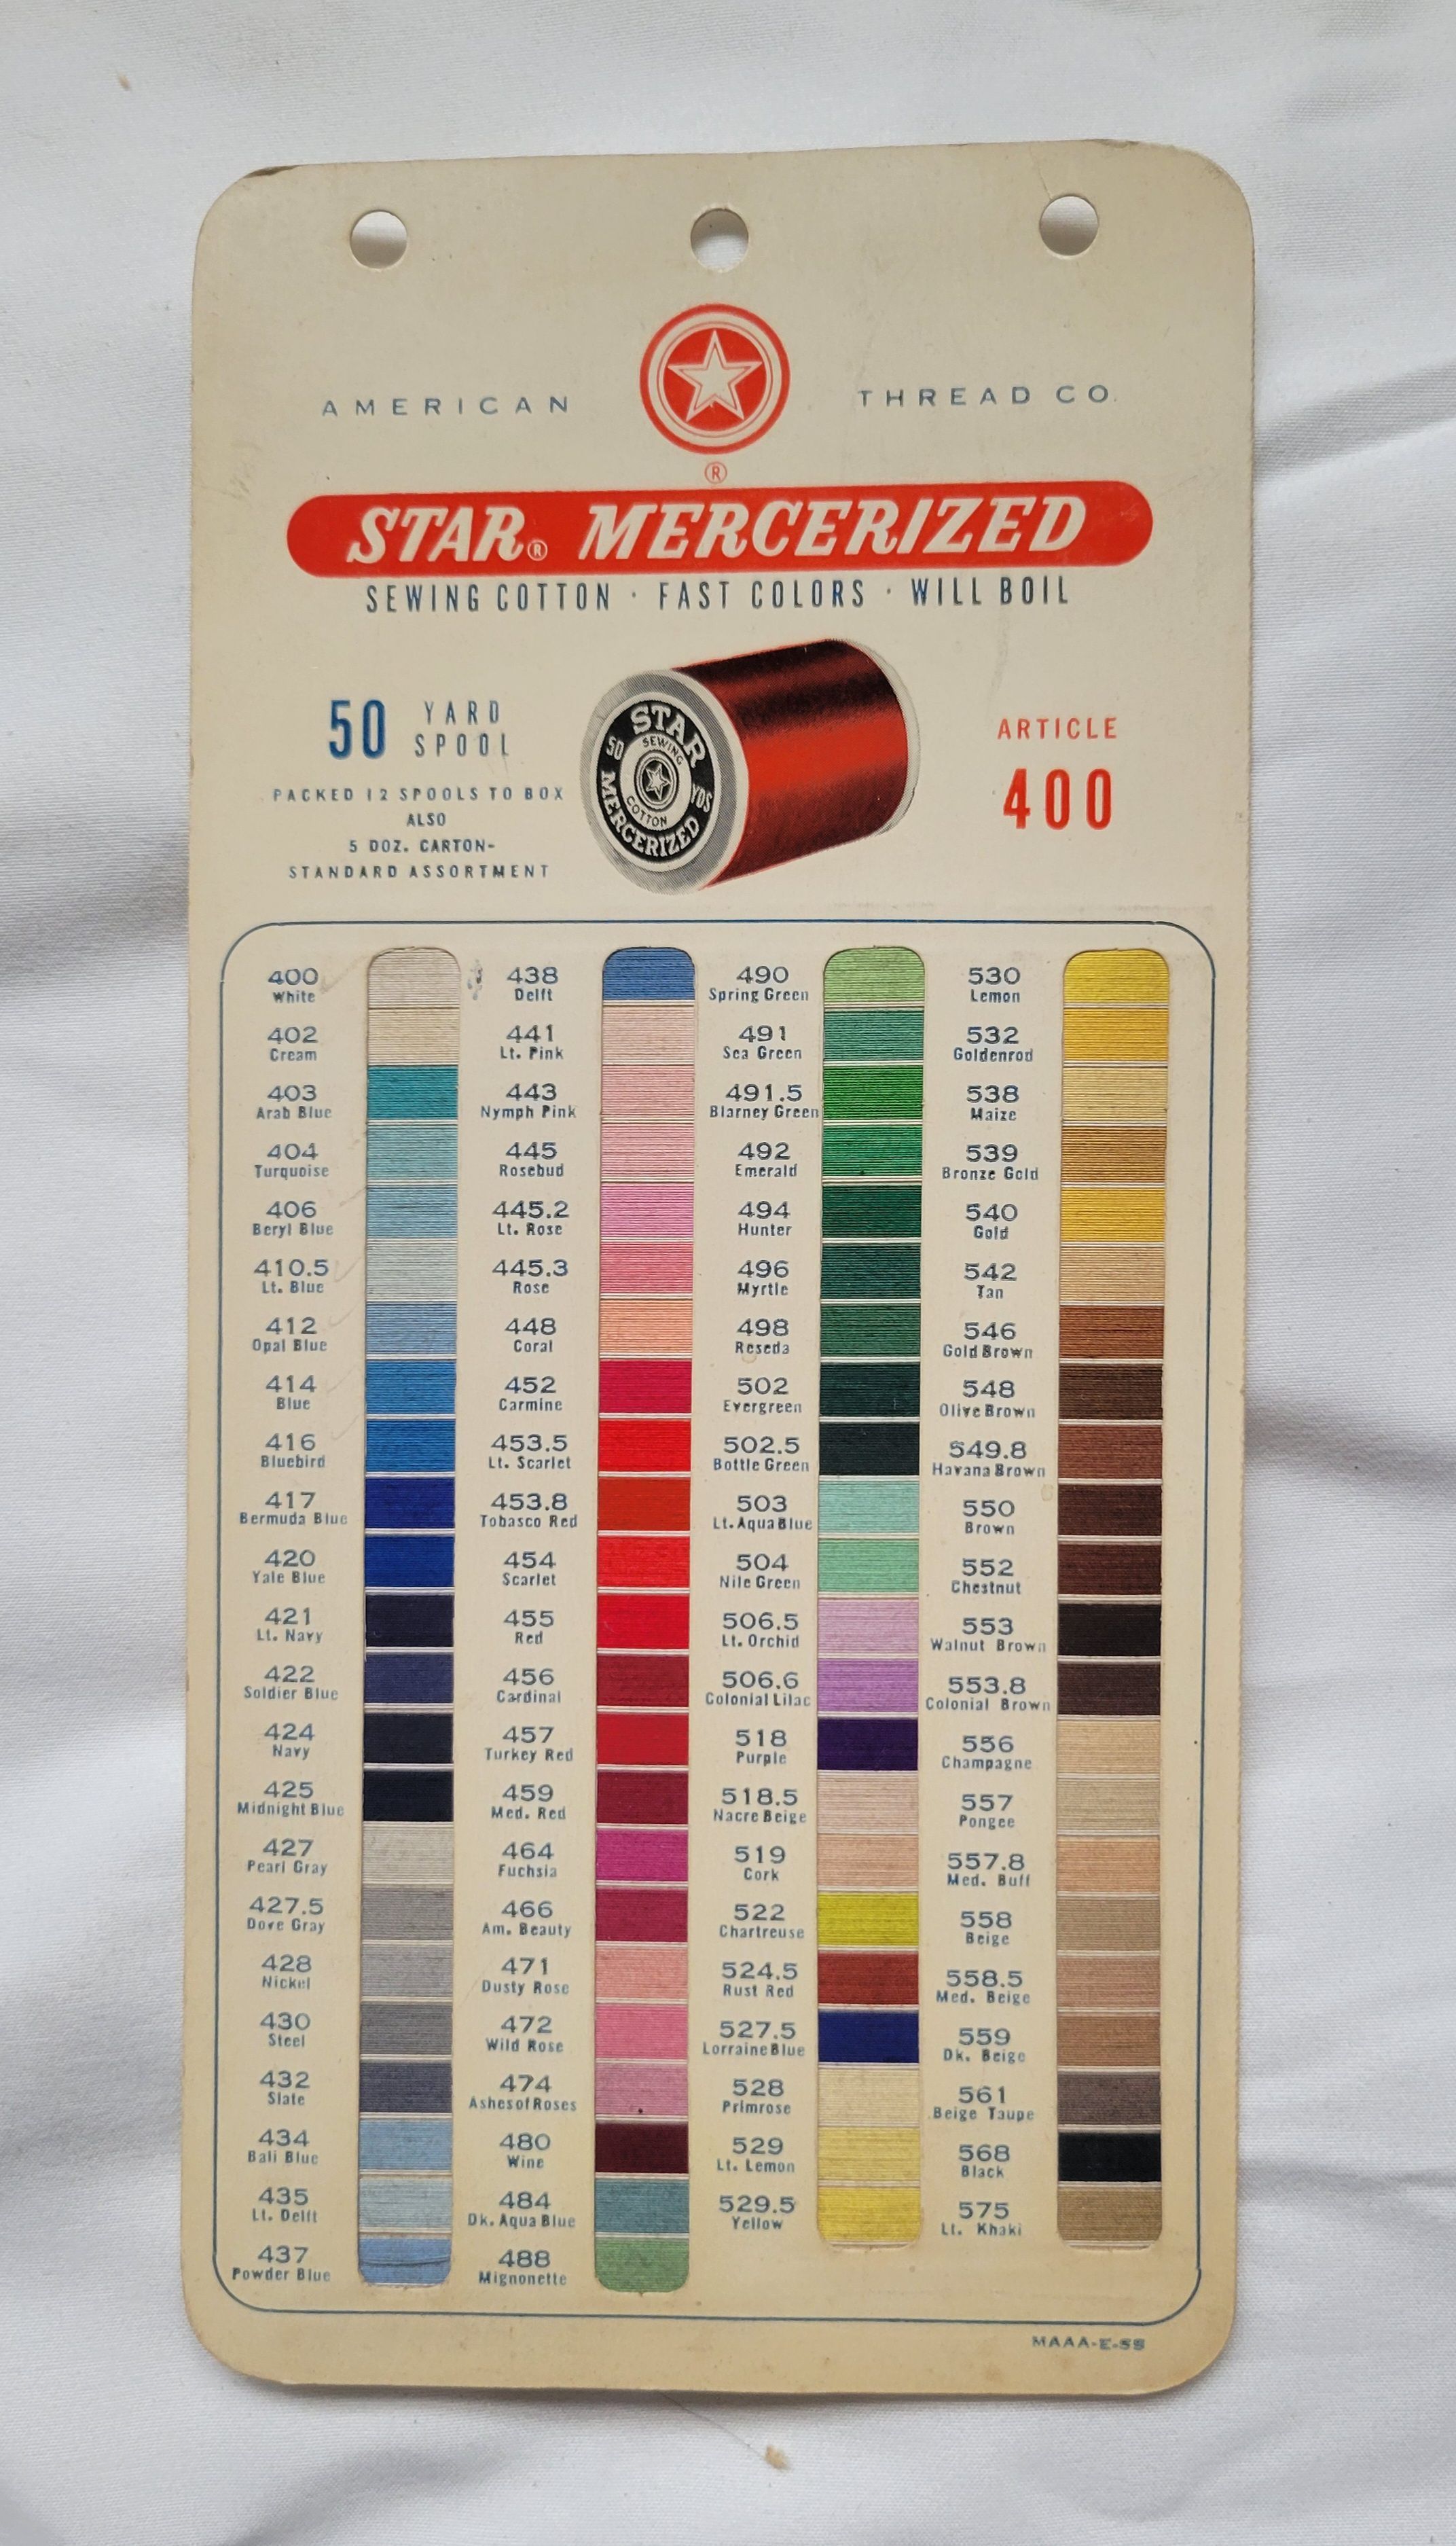 AMERICAN THREAD CO.
®
STAR® MERCERIZED
SEWING COTTON · FAST COLORS · WILL BOIL
50 YARD SPOOL
PACKED 12 SPOOLS TO BOX
ALSO
5 DOZ. CARTON-
STANDARD ASSORTMENT
STAR
50 SEWING YDS
COTTON
MERCERIZED
ARTICLE
400
400
White
402
Cream
403
Arab Blue
404
Turquoise
406
Beryl Blue
410.5
Lt. Blue
412
Opal Blue
414
Blue
416
Bluebird
417
Bermuda Blue
420
Yale Blue
421
Lt. Navy
422
Soldier Blue
424
Navy
425
Midnight Blue
427
Pearl Gray
427.5
Dove Gray
428
Nickel
430
Steel
432
Slate
434
Bali Blue
435
Lt. Delft
437
Powder Blue
438
Delft
441
Lt. Pink
443
Nymph Pink
445
Rosebud
445.2
Lt. Rose
445.3
Rose
448
Coral
452
Carmine
453.5
Lt. Scarlet
453.8
Tobasco Red
454
Scarlet
455
Red
456
Cardinal
457
Turkey Red
459
Med. Red
464
Fuchsia
466
Am. Beauty
471
Dusty Rose
472
Wild Rose
474
Ashes of Roses
480
Wine
484
Dk. Aqua Blue
488
Mignonette
490
Spring Green
491
Sea Green
491.5
Blarney Green
492
Emerald
494
Hunter
496
Myrtle
498
Reseda
502
Evergreen
502.5
Bottle Green
503
Lt. Aqua Blue
504
Nile Green
506.5
Lt. Orchid
506.6
Colonial Lilac
518
Purple
518.5
Nacre Beige
519
Cork
522
Chartreuse
524.5
Rust Red
527.5
Lorraine Blue
528
Primrose
529
Lt. Lemon
529.5
Yellow
530
Lemon
532
Goldenrod
538
Maize
539
Bronze Gold
540
Gold
542
Tan
546
Gold Brown
548
Olive Brown
549.8
Havana Brown
550
Brown
552
Chestnut
553
Walnut Brown
553.8
Colonial Brown
556
Champagne
557
Pongee
557.8
Med. Buff
558
Beige
558.5
Med. Beige
559
Dk. Beige
561
Beige Taupe
568
Black
575
Lt. Khaki
MAAA-E-55